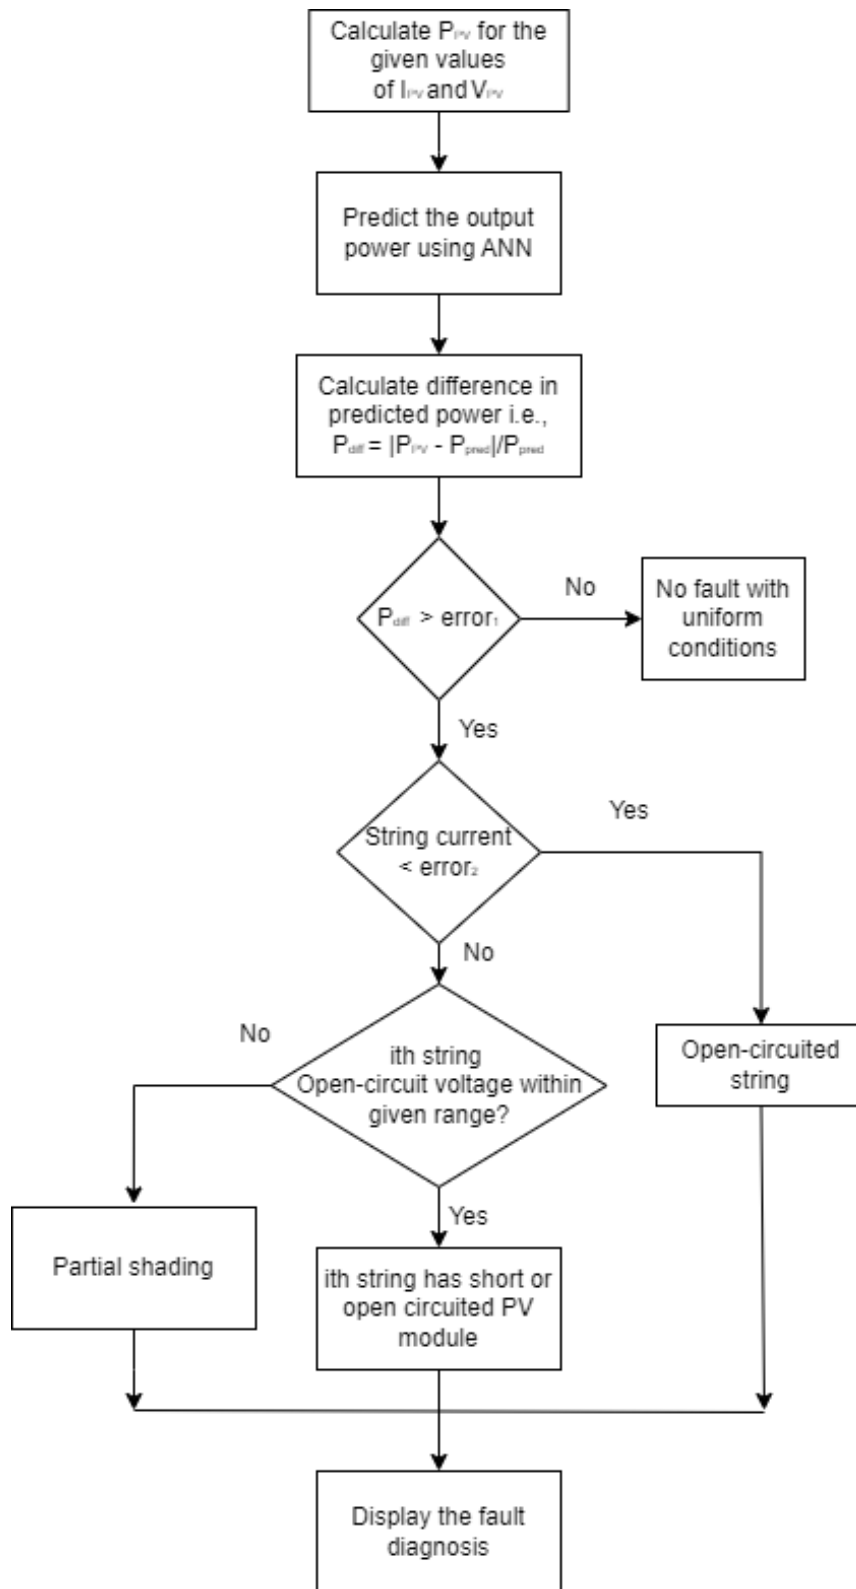 Calculate PPV for the
given values
of IPV and VPV
Predict the output
power using ANN
Calculate difference in
predicted power i.e.,
Pdiff = |PPV - Ppred|/Ppred
Pdiff > error1
No
No fault with
uniform
conditions
Yes
String current
< error2
Yes
No
Open-circuited
string
ith string
Open-circuit voltage within
given range?
No
Yes
Partial shading
ith string has short or
open circuited PV
module
Display the fault
diagnosis